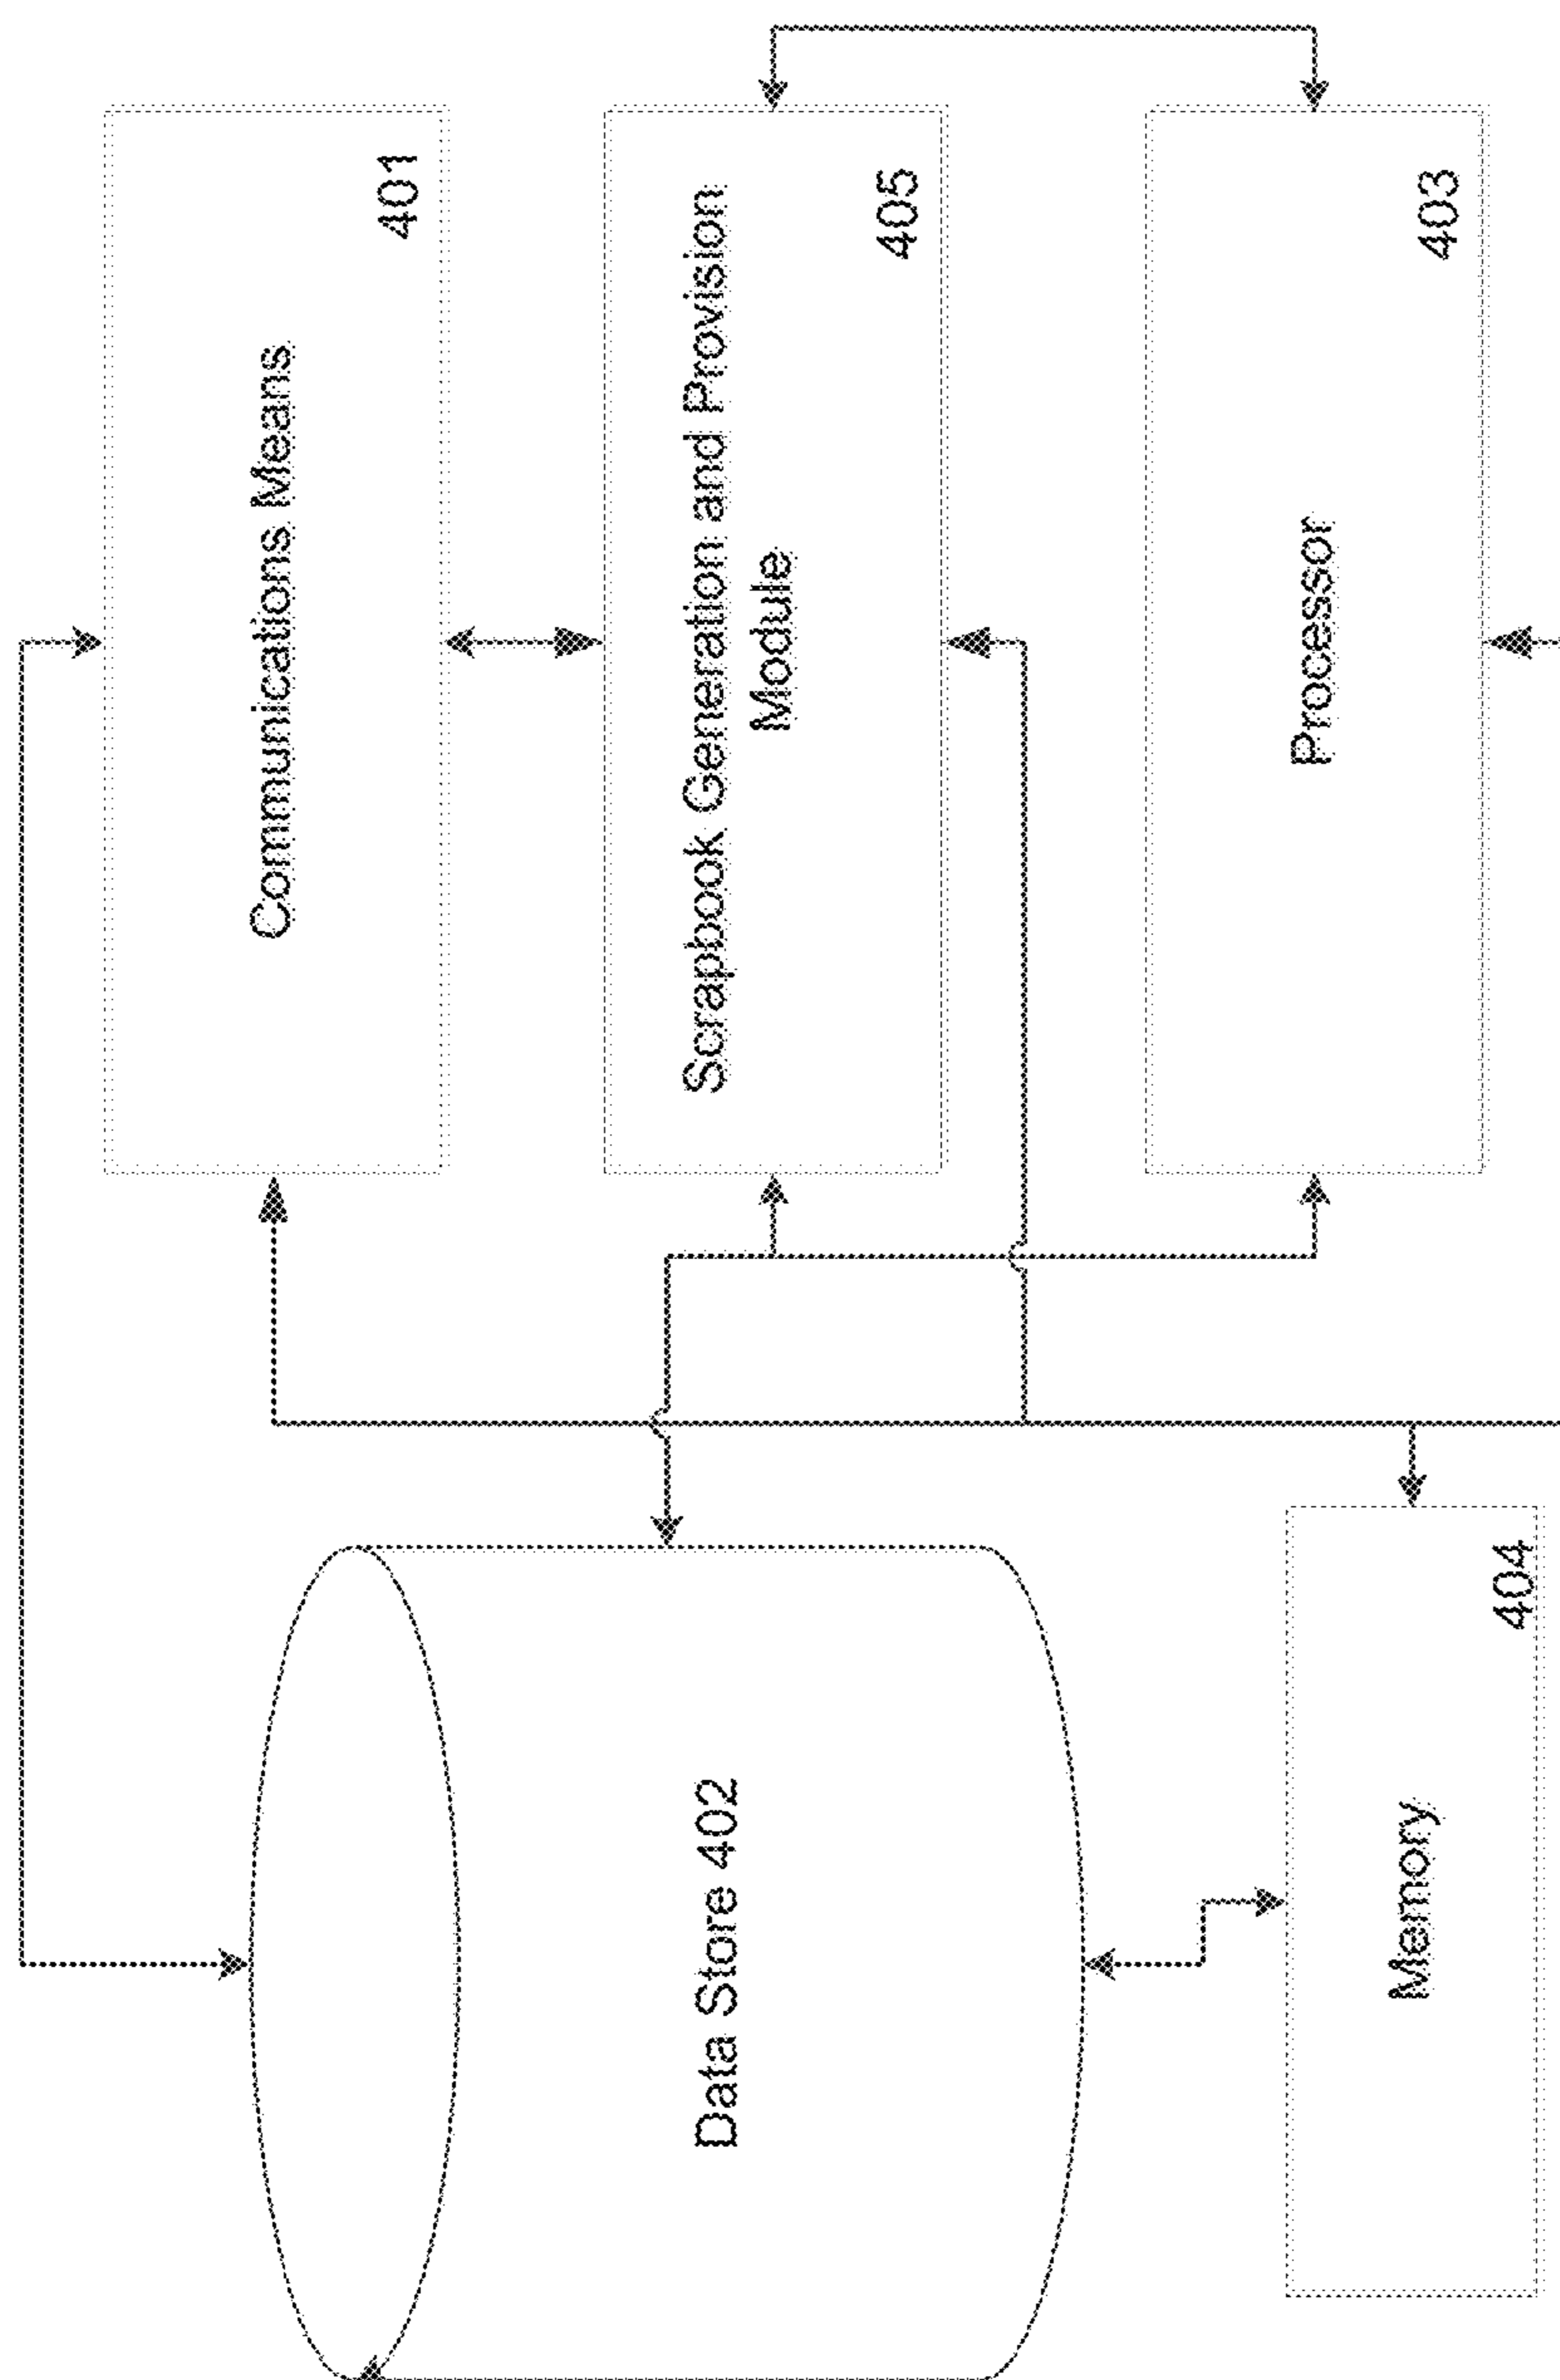 Communications Means
401
Scrapbook Generation and Provision
Module
405
Processor
403
Data Store 402
Memory
404